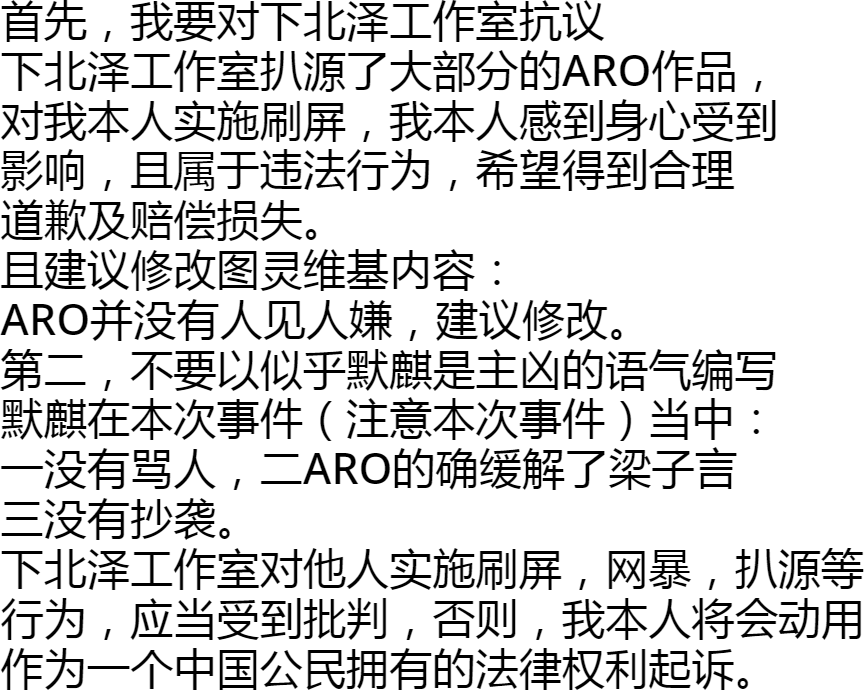 首先，我要对下北泽工作室抗议
下北泽工作室扒源了大部分的ARO作品，
对我本人实施刷屏，我本人感到身心受到
影响，且属于违法行为，希望得到合理
道歉及赔偿损失。
且建议修改图灵维基内容：
ARO并没有人见人嫌，建议修改。
第二，不要以似乎默麒是主凶的语气编写
默麒在本次事件（注意本次事件）当中：
一没有骂人，二ARO的确缓解了梁子言
三没有抄袭。
下北泽工作室对他人实施刷屏，网暴，扒源等
行为，应当受到批判，否则，我本人将会动用
作为一个中国公民拥有的法律权利起诉。